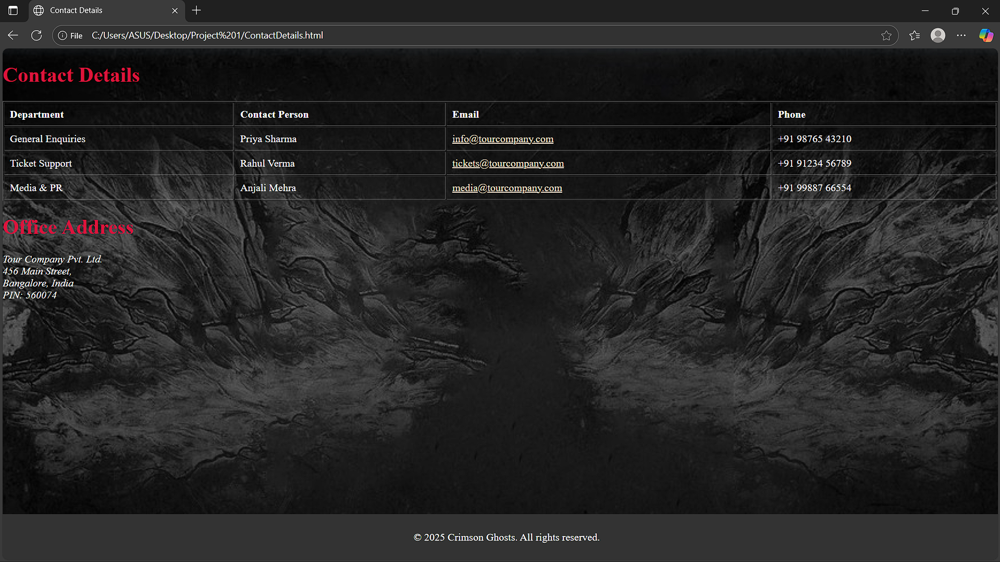 Contact Details
File C:/Users/ASUS/Desktop/Project%201/ContactDetails.html
Contact Details
Department Contact Person Email Phone
General Enquiries Priya Sharma info@tourcompany.com +91 98765 43210
Ticket Support Rahul Verma tickets@tourcompany.com +91 91234 56789
Media & PR Anjali Mehra media@tourcompany.com +91 99887 66554
Office Address
Tour Company Pvt. Ltd.
456 Main Street,
Bangalore, India
PIN: 560074
© 2025 Crimson Ghosts. All rights reserved.